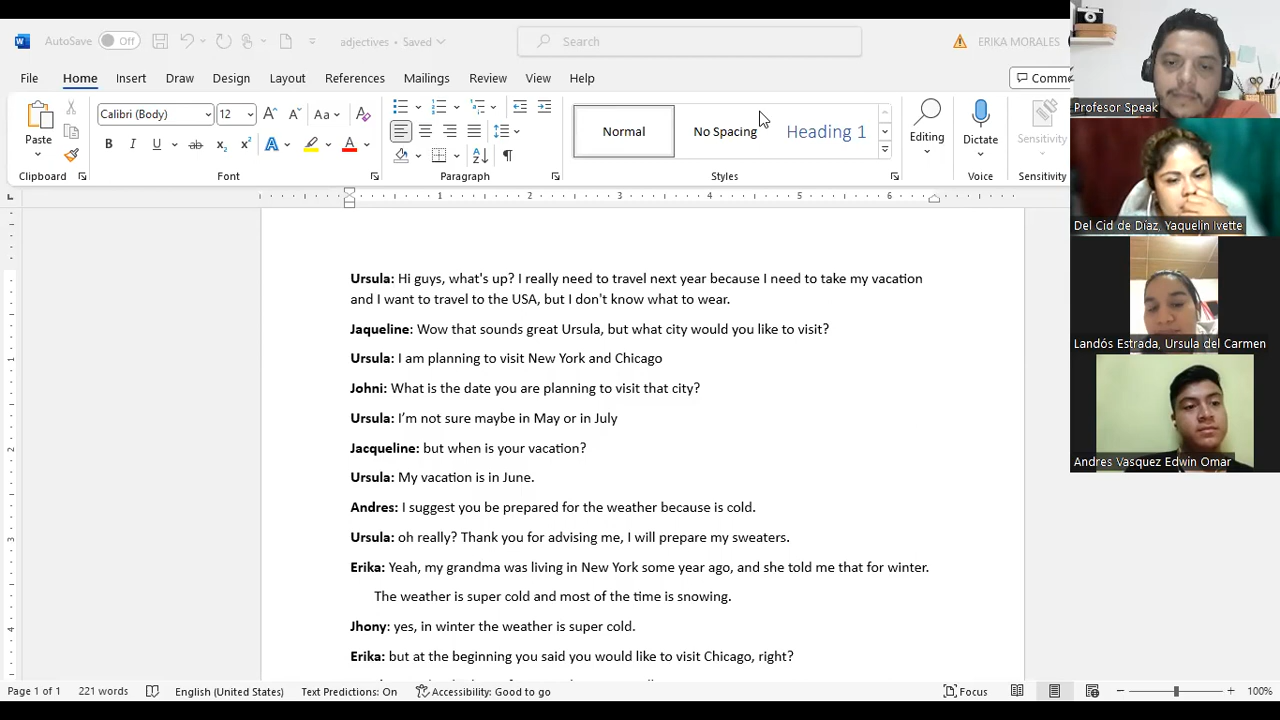 AutoSave Off adjectives - Saved Search ERIKA MORALES
File Home Insert Draw Design Layout References Mailings Review View Help Comme
Paste Calibri (Body) 12 Normal No Spacing Heading 1 Editing Dictate Sensitivity
Clipboard Font Paragraph Styles Voice Sensitivity
1 2 3 4 5 6
Ursula: Hi guys, what's up? I really need to travel next year because I need to take my vacation
and I want to travel to the USA, but I don't know what to wear.
Jaqueline: Wow that sounds great Ursula, but what city would you like to visit?
Ursula: I am planning to visit New York and Chicago
Johni: What is the date you are planning to visit that city?
Ursula: I'm not sure maybe in May or in July
Jacqueline: but when is your vacation?
Ursula: My vacation is in June.
Andres: I suggest you be prepared for the weather because is cold.
Ursula: oh really? Thank you for advising me, I will prepare my sweaters.
Erika: Yeah, my grandma was living in New York some year ago, and she told me that for winter.
The weather is super cold and most of the time is snowing.
Jhony: yes, in winter the weather is super cold.
Erika: but at the beginning you said you would like to visit Chicago, right?
Page 1 of 1 221 words English (United States) Text Predictions: On Accessibility: Good to go Focus 100%
Profesor Speak
Del Cid de Díaz, Yaquelin Ivette
Landós Estrada, Ursula del Carmen
Andres Vasquez Edwin Omar